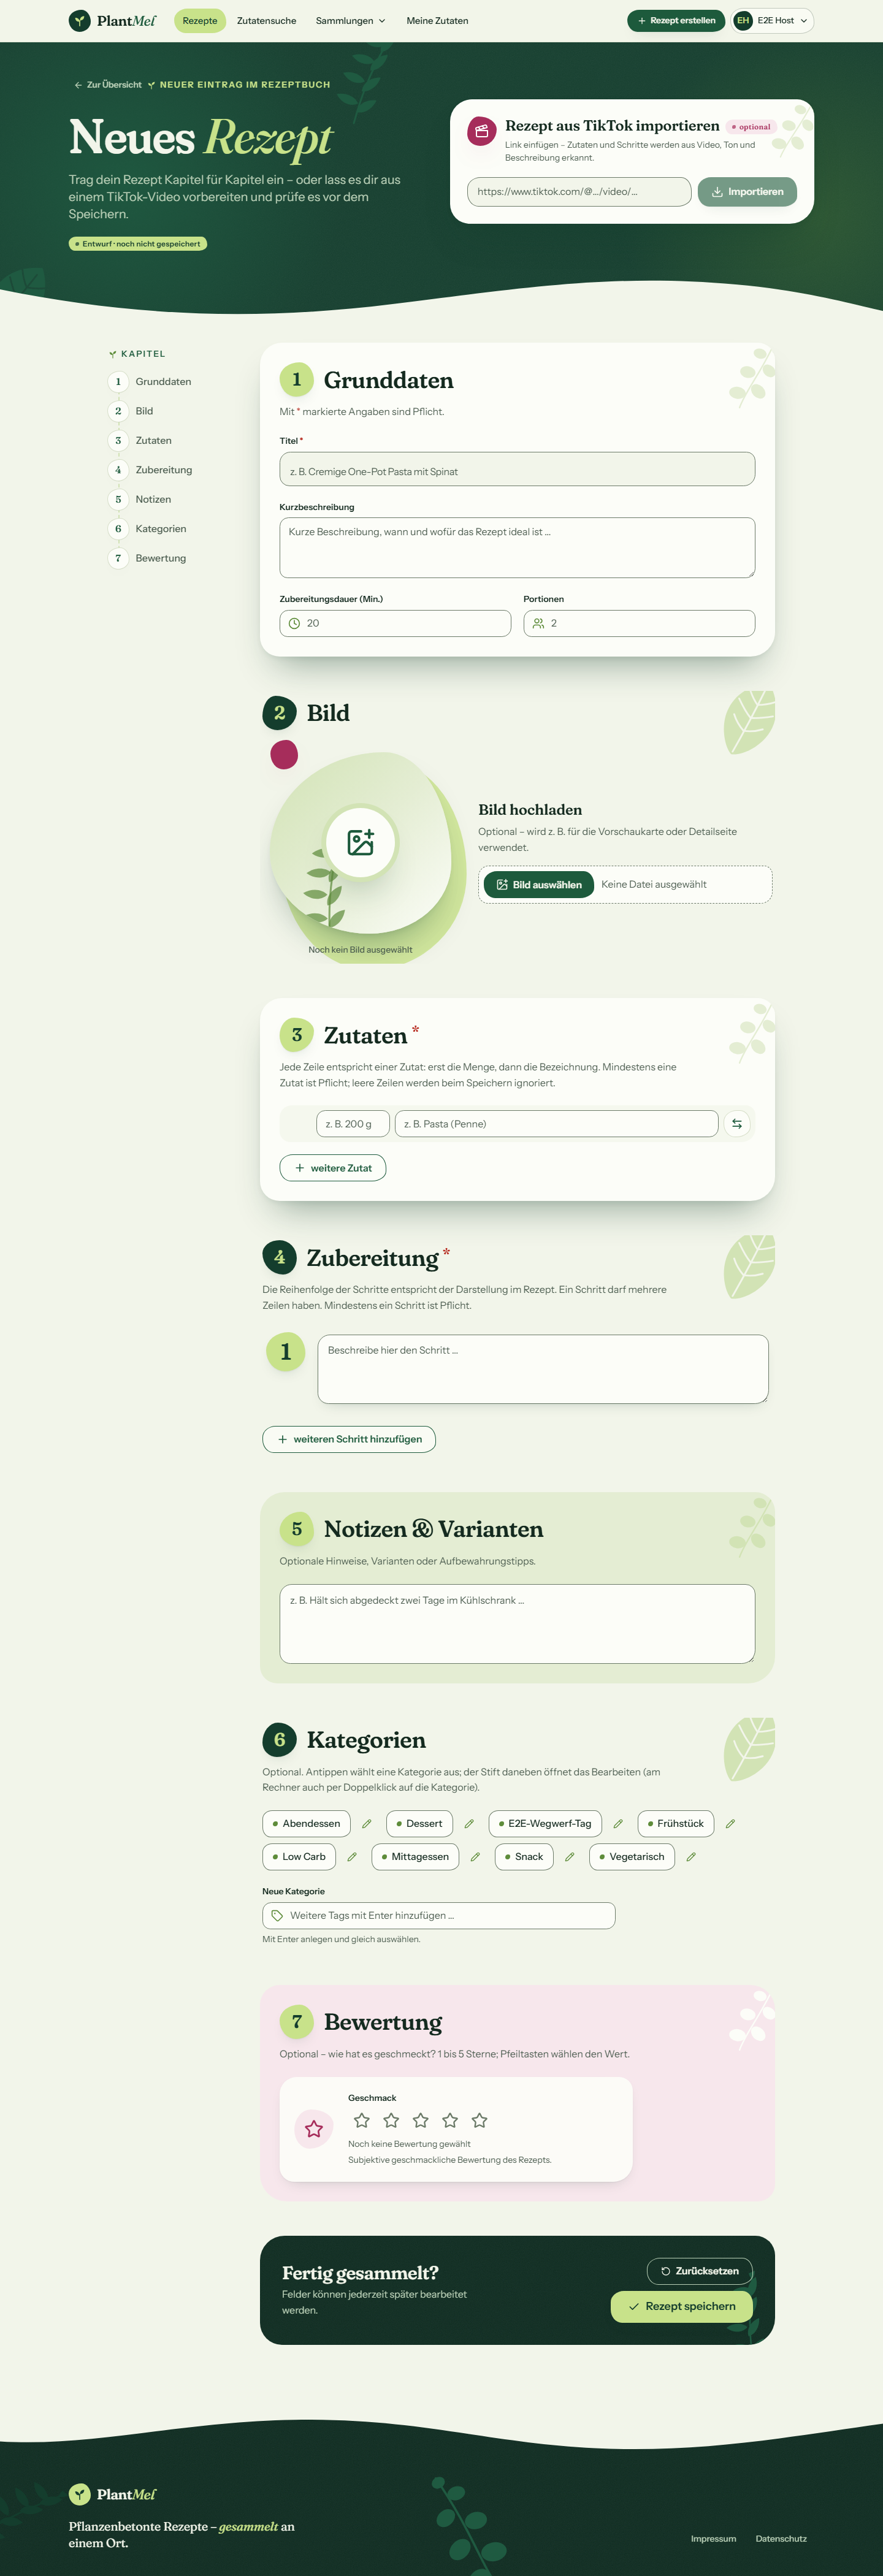 PlantMef
Rezepte
Zutatensuche
Sammlungen
Meine Zutaten
Rezept erstellen
EH
E2E Host
Zur Übersicht
NEUER EINTRAG IM REZEPTBUCH
Neues Rezept
Trag dein Rezept Kapitel für Kapitel ein – oder lass es dir aus
einem TikTok-Video vorbereiten und prüfe es vor dem
Speichern.
Entwurf · noch nicht gespeichert
Rezept aus TikTok importieren
optional
Link einfügen – Zutaten und Schritte werden aus Video, Ton und
Beschreibung erkannt.
https://www.tiktok.com/@.../video/...
Importieren
KAPITEL
1 Grunddaten
2 Bild
3 Zutaten
4 Zubereitung
5 Notizen
6 Kategorien
7 Bewertung
1 Grunddaten
Mit * markierte Angaben sind Pflicht.
Titel *
z. B. Cremige One-Pot Pasta mit Spinat
Kurzbeschreibung
Kurze Beschreibung, wann und wofür das Rezept ideal ist ...
Zubereitungsdauer (Min.)
Portionen
20
2
2 Bild
Noch kein Bild ausgewählt
Bild hochladen
Optional – wird z. B. für die Vorschaukarte oder Detailseite
verwendet.
Bild auswählen
Keine Datei ausgewählt
3 Zutaten *
Jede Zeile entspricht einer Zutat: erst die Menge, dann die Bezeichnung. Mindestens eine
Zutat ist Pflicht; leere Zeilen werden beim Speichern ignoriert.
z. B. 200 g
z. B. Pasta (Penne)
weitere Zutat
4 Zubereitung *
Die Reihenfolge der Schritte entspricht der Darstellung im Rezept. Ein Schritt darf mehrere
Zeilen haben. Mindestens ein Schritt ist Pflicht.
1
Beschreibe hier den Schritt ...
weiteren Schritt hinzufügen
5 Notizen & Varianten
Optionale Hinweise, Varianten oder Aufbewahrungstipps.
z. B. Hält sich abgedeckt zwei Tage im Kühlschrank ...
6 Kategorien
Optional. Antippen wählt eine Kategorie aus; der Stift daneben öffnet das Bearbeiten (am
Rechner auch per Doppelklick auf die Kategorie).
Abendessen
Dessert
E2E-Wegwerf-Tag
Frühstück
Low Carb
Mittagessen
Snack
Vegetarisch
Neue Kategorie
Weitere Tags mit Enter hinzufügen ...
Mit Enter anlegen und gleich auswählen.
7 Bewertung
Optional – wie hat es geschmeckt? 1 bis 5 Sterne; Pfeiltasten wählen den Wert.
Geschmack
Noch keine Bewertung gewählt
Subjektive geschmackliche Bewertung des Rezepts.
Fertig gesammelt?
Felder können jederzeit später bearbeitet
werden.
Zurücksetzen
Rezept speichern
PlantMef
Pflanzenbetonte Rezepte – gesammelt an
einem Ort.
Impressum
Datenschutz